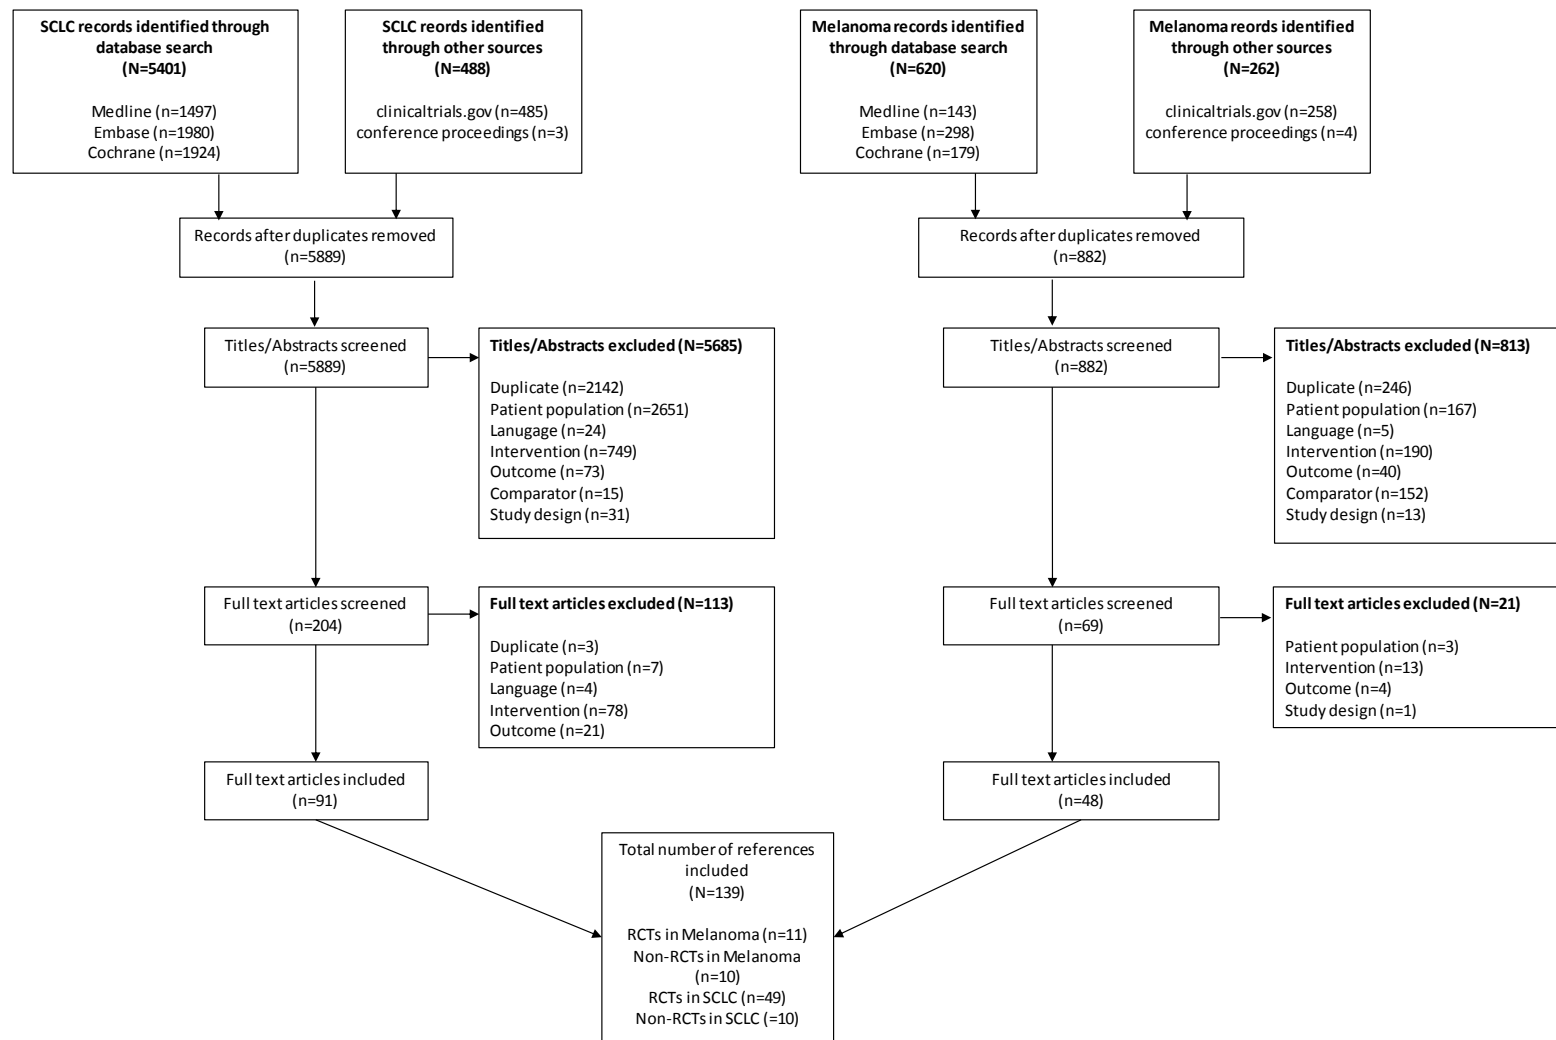 SCLC records identified through
database search
(N=5401)
Medline (n=1497)
Embase (n=1980)
Cochrane (n=1924)
SCLC records identified
through other sources
(N=488)
clinicaltrials.gov (n=485)
conference proceedings (n=3)
Melanoma records identified
through database search
(N=620)
Medline (n=143)
Embase (n=298)
Cochrane (n=179)
Melanoma reords identified
through other sources
(N=262)
clinicaltrials.gov (n=258)
conference proceedings (n=4)
Records after duplicates removed
(n=5889)
Records after duplicates removed
(n=882)
Titles/Abstracts screened
(n=5889)
Titles/Abstracts excluded (N=5685)
Duplicate (n=2142)
Patient population (n=2651)
Lanugage (n=24)
Intervention (n=749)
Outcome (n=73)
Comparator (n=15)
Study design (n=31)
Titles/Abstracts screened
(n=882)
Titles/Abstracts excluded (N=813)
Duplicate (n=246)
Patient population (n=167)
Language (n=5)
Intervention (n=190)
Outcome (n=40)
Comparator (n=152)
Study design (n=13)
Full text articles screened
(n=204)
Full text articles excluded (N=113)
Duplicate (n=3)
Patient population (n=7)
Language (n=4)
Intervention (n=78)
Outcome (n=21)
Full text articles screened
(n=69)
Full text articles excluded (N=21)
Patient population (n=3)
Intervention (n=13)
Outcome (n=4)
Study design (n=1)
Full text articles included
(n=91)
Full text articles included
(n=48)
Total number of references
included
(N=139)
RCTs in Melanoma (n=11)
Non-RCTs in Melanoma
(n=10)
RCTs in SCLC (n=49)
Non-RCTs in SCLC (=10)